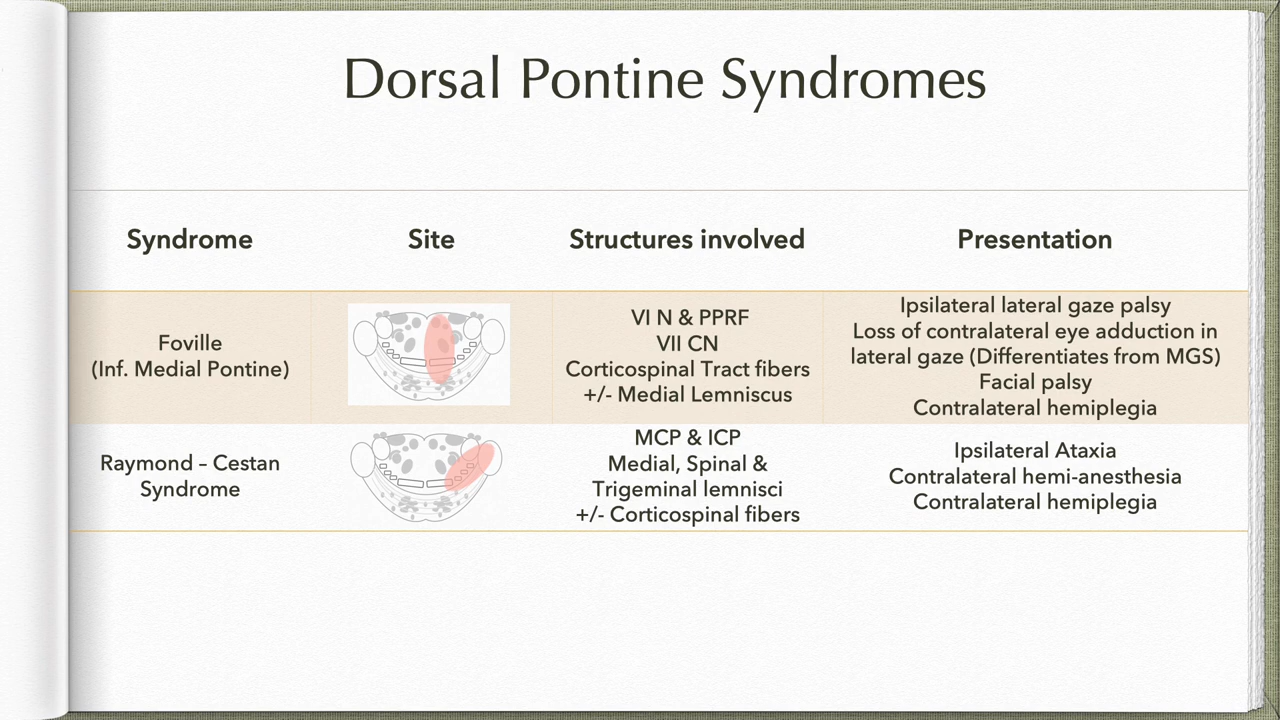 Dorsal Pontine Syndromes
Syndrome
Site
Structures involved
Presentation
Foville
(Inf. Medial Pontine)
VI N & PPRF
VII CN
Corticospinal Tract fibers
+/- Medial Lemniscus
Ipsilateral lateral gaze palsy
Loss of contralateral eye adduction in
lateral gaze (Differentiates from MGS)
Facial palsy
Contralateral hemiplegia
Raymond – Cestan
Syndrome
MCP & ICP
Medial, Spinal &
Trigeminal lemnisci
+/- Corticospinal fibers
Ipsilateral Ataxia
Contralateral hemi-anesthesia
Contralateral hemiplegia